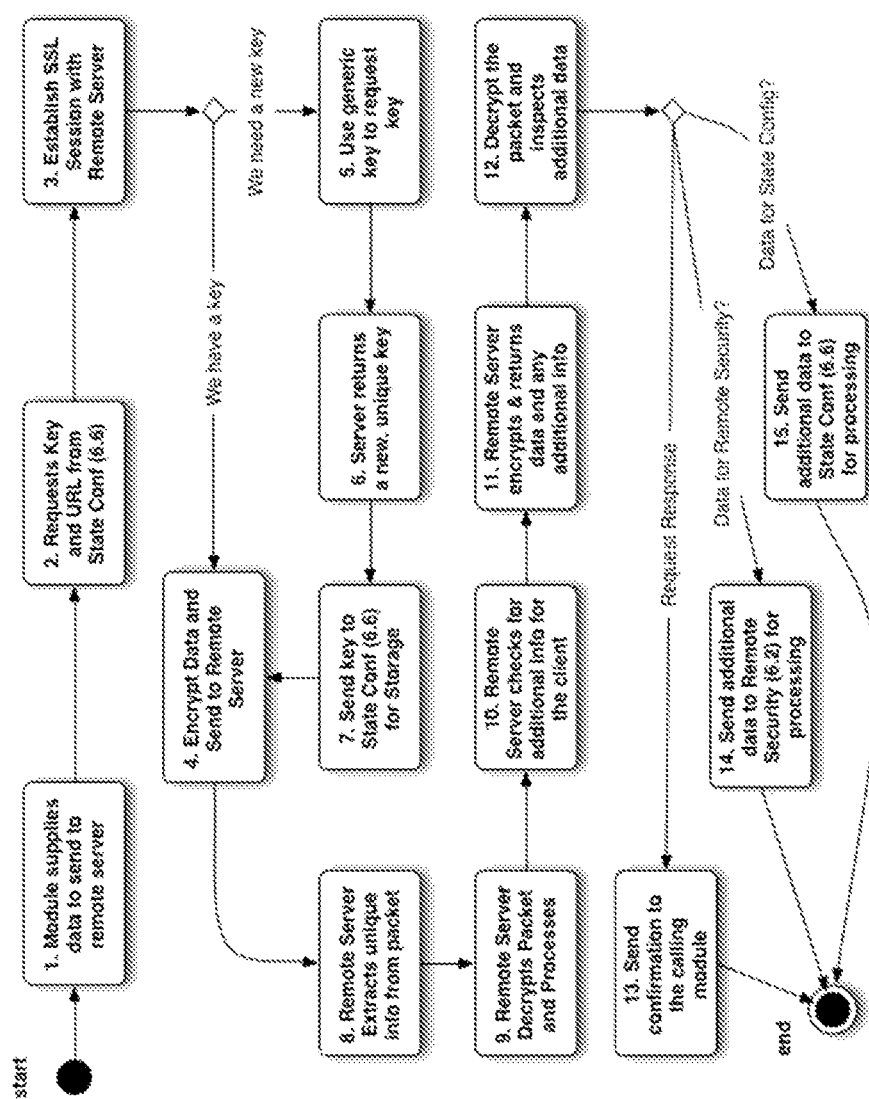 start
1. Module supplies
data to send to
remote server
2. Requests Key
and URL from
State Conf (6.6)
3. Establish SSL
Session with
Remote Server
We have a key
We need a new key
4. Encrypt Data and
Send to Remote
Server
5. Use generic
key to request
key
6. Server returns
a new, unique key
7. Send key to
State Conf (6.6)
for Storage
8. Remote Server
Extracts unique
info from packet
9. Remote Server
Decrypts Packet
and Processes
10. Remote
Server checks for
additional info for
the client
11. Remote Server
encrypts & returns
data and any
additional info
12. Decrypt the
packet and
inspects
additional data
Request Response
Data for Remote Security?
Data for State Config?
13. Send
confirmation to
the calling
module
14. Send additional
data to Remote
Security (6.2) for
processing
15. Send
additional data to
State Conf (6.6)
for processing
end